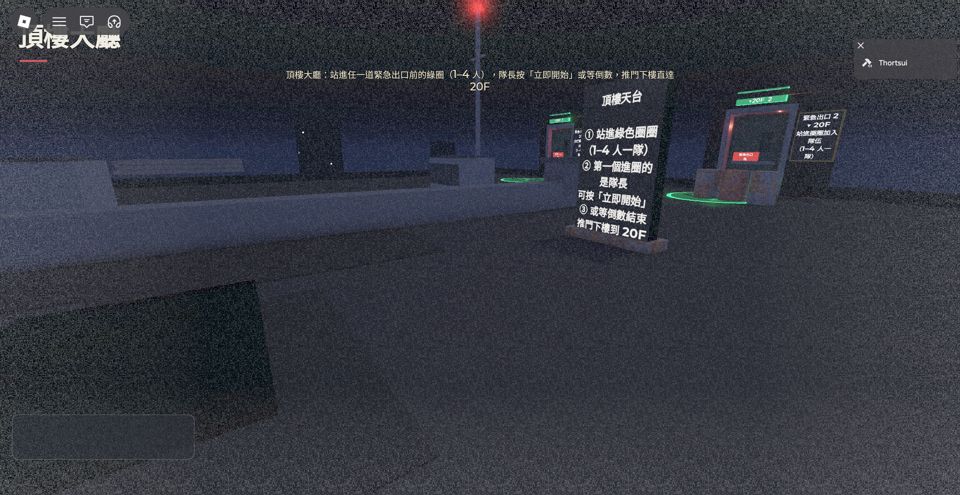 頂樓大廳
頂樓大廳：站進任一道緊急出口前的綠圈（1–4 人），隊長按「立即開始」或等倒數，推門下樓直達
20F
Thortsui
頂樓天台
① 站進綠色圈圈
（1–4 人一隊）
② 第一個進圈的
是隊長
可按「立即開始」
③ 或等倒數結束
推門下樓到 20F
緊急出口 2
▼ 20F
站進圈圈加入
隊伍
（1–4 人一
隊）